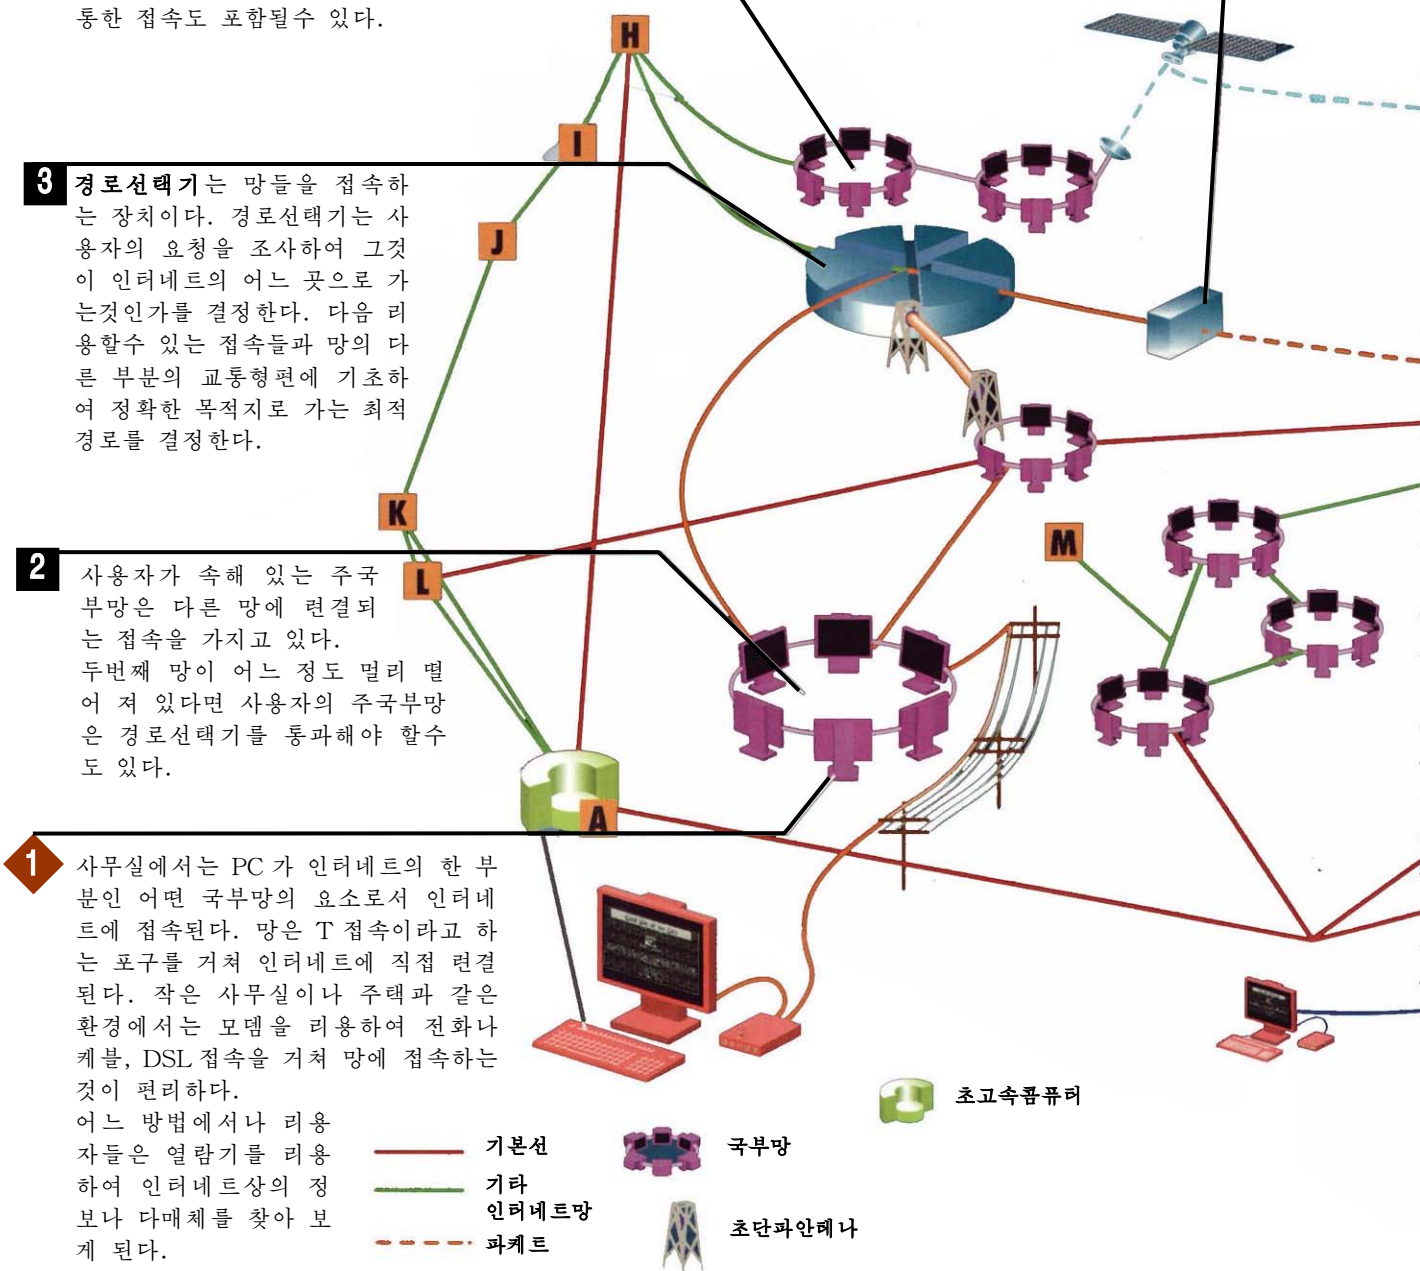 통한 접속도 포함될수 있다.
H
I
J
K
L
M
A
3
경로선택기는 망들을 접속하
는 장치이다. 경로선택기는 사
용자의 요청을 조사하여 그것
이 인터네트의 어느 곳으로 가
는것인가를 결정한다. 다음 리
용할수 있는 접속들과 망의 다
른 부분의 교통형편에 기초하
여 정확한 목적지로 가는 최적
경로를 결정한다.
2
사용자가 속해 있는 주국
부망은 다른 망에 련결되
는 접속을 가지고 있다.
두번째 망이 어느 정도 멀리 떨
어 져 있다면 사용자의 주국부망
은 경로선택기를 통과해야 할수
도 있다.
1
사무실에서는 PC 가 인터네트의 한 부
분인 어떤 국부망의 요소로서 인터네
트에 접속된다. 망은 T 접속이라고 하
는 포구를 거쳐 인터네트에 직접 련결
된다. 작은 사무실이나 주택과 같은
환경에서는 모뎀을 리용하여 전화나
케블, DSL 접속을 거쳐 망에 접속하는
것이 편리하다.
어느 방법에서나 리용
자들은 열람기를 리용
하여 인터네트상의 정
보나 다매체를 찾아 보
게 된다.
기본선
기타
인터네트망
파케트
국부망
초단파안테나
초고속콤퓨터